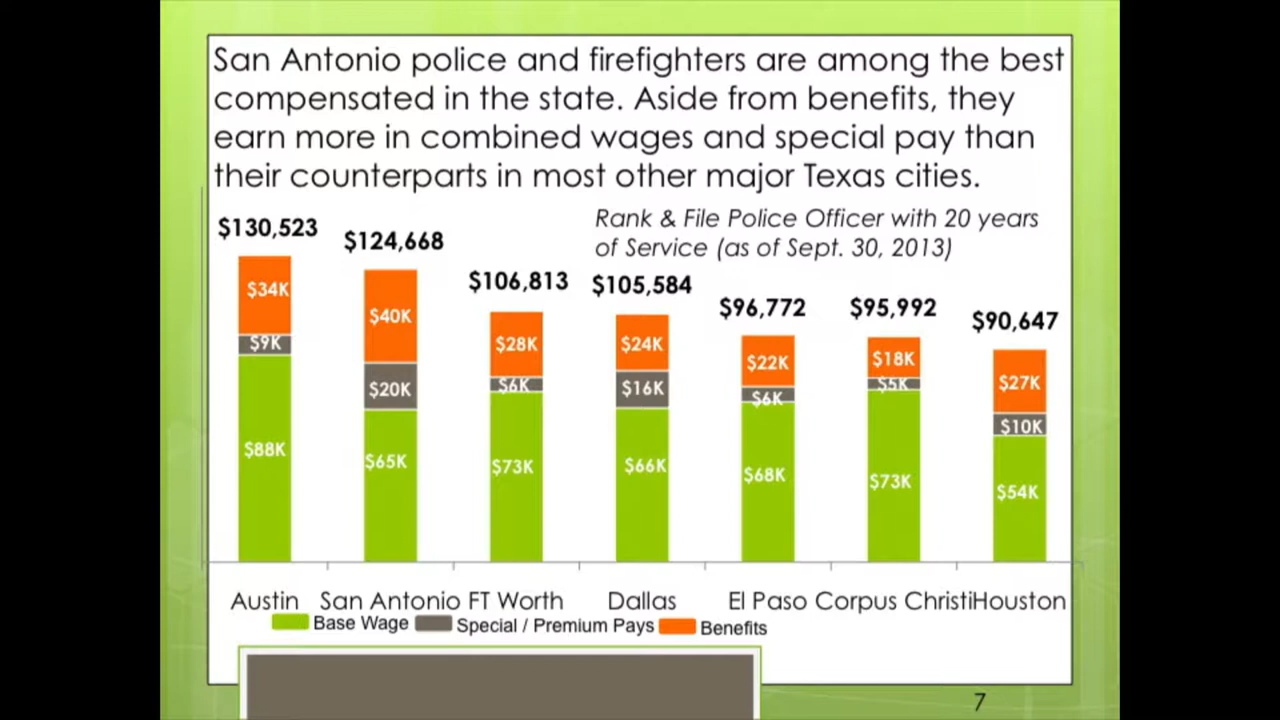 San Antonio police and firefighters are among the best
compensated in the state. Aside from benefits, they
earn more in combined wages and special pay than
their counterparts in most other major Texas cities.
Rank & File Police Officer with 20 years
of Service (as of Sept. 30, 2013)
$130,523
$124,668
$106,813
$105,584
$96,772
$95,992
$90,647
$34K
$40K
$28K
$24K
$22K
$18K
$27K
$9K
$20K
$6K
$16K
$6K
$5K
$10K
$88K
$65K
$73K
$66K
$68K
$73K
$54K
Austin San Antonio FT Worth Dallas El Paso Corpus Christi Houston
Base Wage Special / Premium Pays Benefits
7